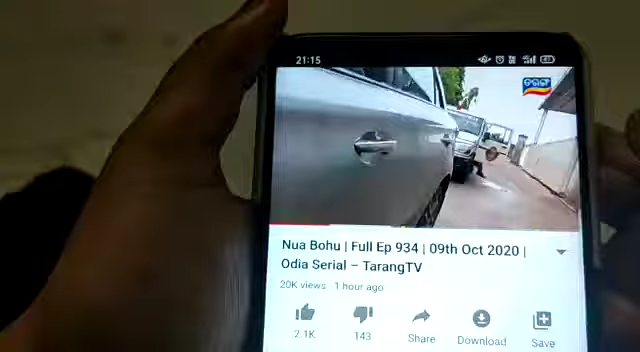 21:15
ତରଙ୍ଗ
Nua Bohu | Full Ep 934 | 09th Oct 2020 |
Odia Serial – TarangTV
20K views 1 hour ago
2.1K 143 Share Download Save